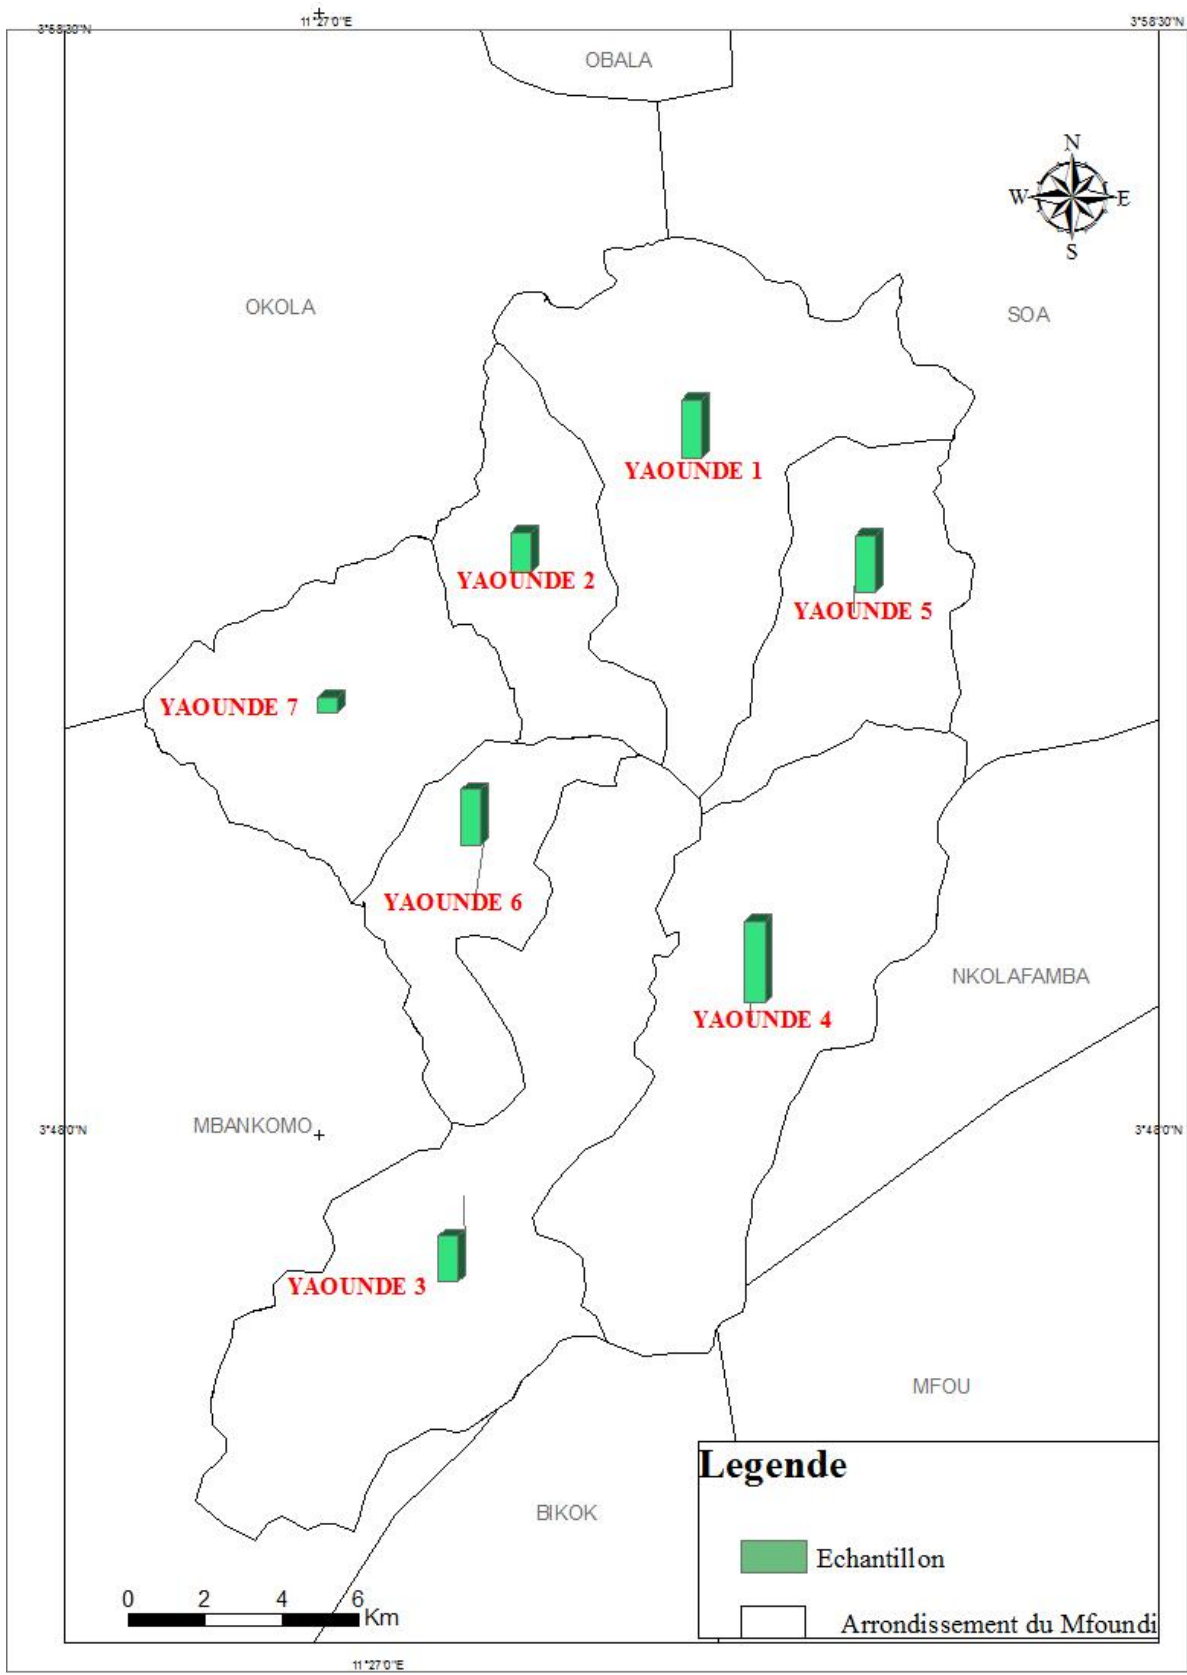 11°27'0"E
3°58'30"N
3°58'30"N
OBALA
N
W
E
S
OKOLA
SOA
YAOUNDE 1
YAOUNDE 2
YAOUNDE 5
YAOUNDE 7
YAOUNDE 6
NKOLAFAMBA
YAOUNDE 4
MBANKOMO
3°48'0"N
3°48'0"N
YAOUNDE 3
MFOU
Legende
BIKOK
Echantillon
0 2 4 6
Km
Arrondissement du Mfoundi
11°27'0"E